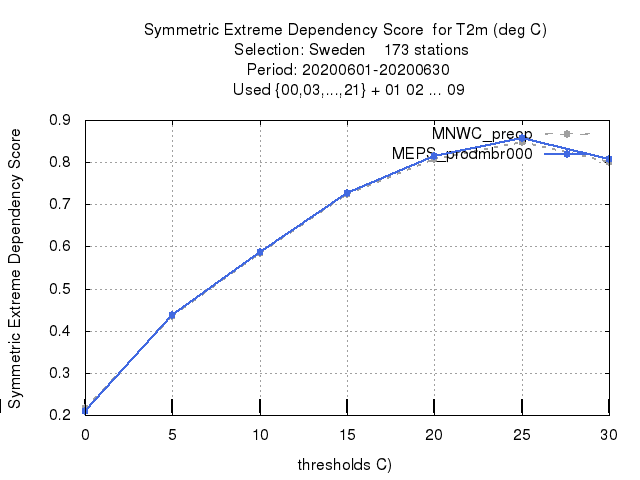 Symmetric Extreme Dependency Score for T2m (deg C)
Selection: Sweden 173 stations
Period: 20200601-20200630
Used {00,03,...,21} + 01 02 ... 09
Symmetric Extreme Dependency Score
0.9
0.8
0.7
0.6
0.5
0.4
0.3
0.2
MNWC_preop
MEPS_prodmbr000
0 5 10 15 20 25 30
thresholds C)